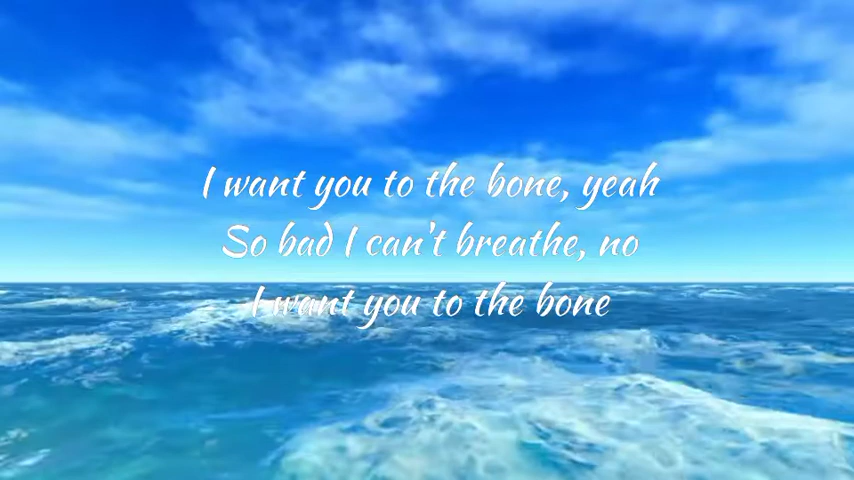 I want you to the bone, yeah
So bad I can't breathe, no
I want you to the bone